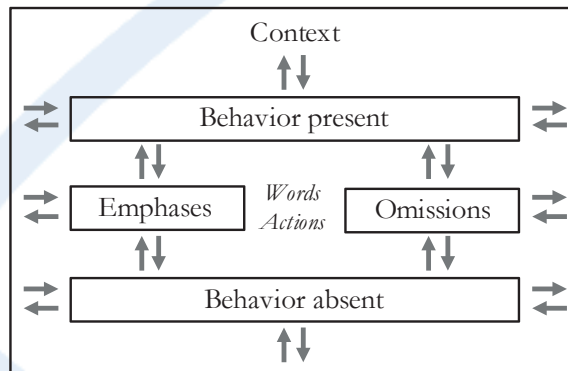 Context
Behavior present
Emphases
Words
Actions
Omissions
Behavior absent